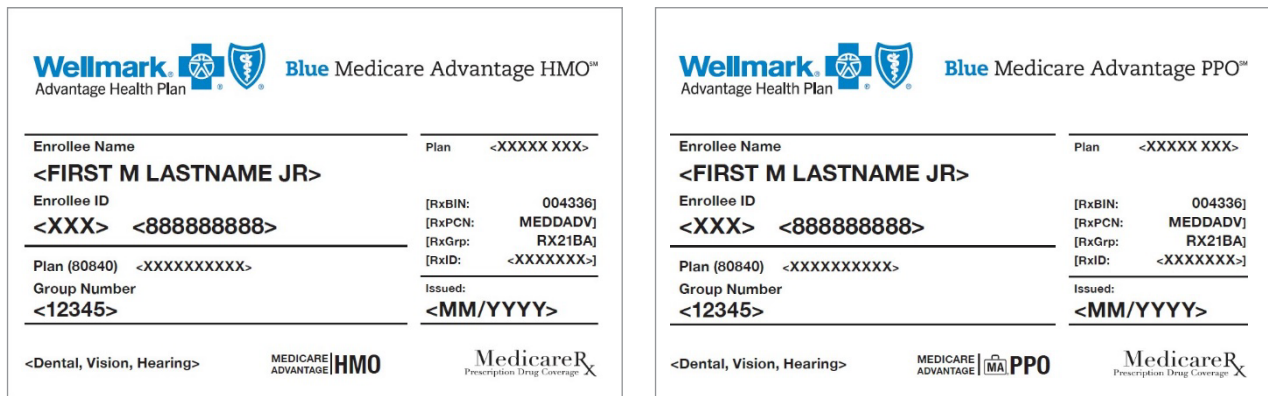 Wellmark®
Advantage Health Plan
Blue Medicare Advantage HMO℠
Enrollee Name
<FIRST M LASTNAME JR>
Enrollee ID
<XXX> <888888888>
Plan (80840) <XXXXXXXXXX>
Group Number
<12345>
Plan <XXXXX XXX>
[RxBIN: 004336]
[RxPCN: MEDDADV]
[RxGrp: RX21BA]
[RxID: <XXXXXXX>]
Issued:
<MM/YYYY>
<Dental, Vision, Hearing>
MEDICARE ADVANTAGE|HMO
MedicareRx
Prescription Drug Coverage
Wellmark®
Advantage Health Plan
Blue Medicare Advantage PPO℠
Enrollee Name
<FIRST M LASTNAME JR>
Enrollee ID
<XXX> <888888888>
Plan (80840) <XXXXXXXXXX>
Group Number
<12345>
Plan <XXXXX XXX>
[RxBIN: 004336]
[RxPCN: MEDDADV]
[RxGrp: RX21BA]
[RxID: <XXXXXXX>]
Issued:
<MM/YYYY>
<Dental, Vision, Hearing>
MEDICARE ADVANTAGE| MA PPO
MedicareRx
Prescription Drug Coverage